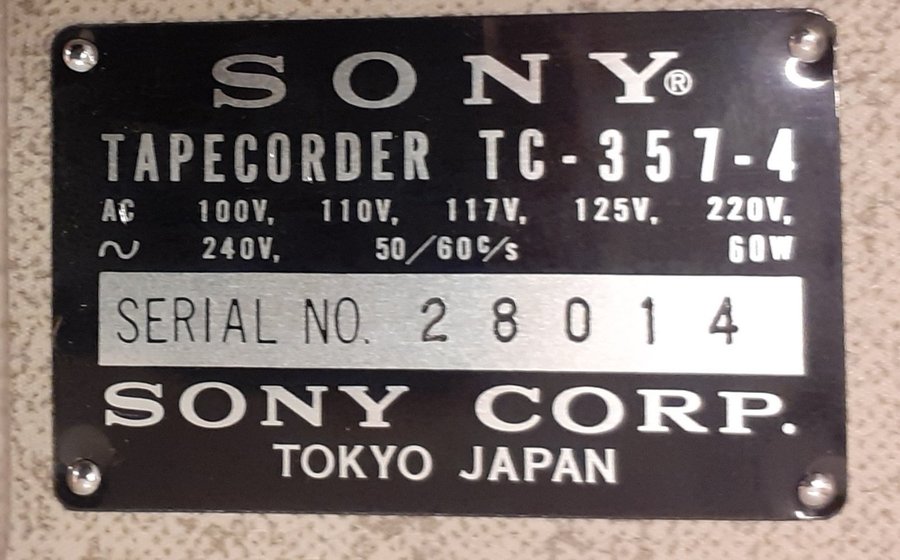 SONY®
TAPECORDER TC-357-4
AC 100V, 110V, 117V, 125V, 220V,
~ 240V, 50/60c/s 60W
SERIAL NO. 28014
SONY CORP.
TOKYO JAPAN